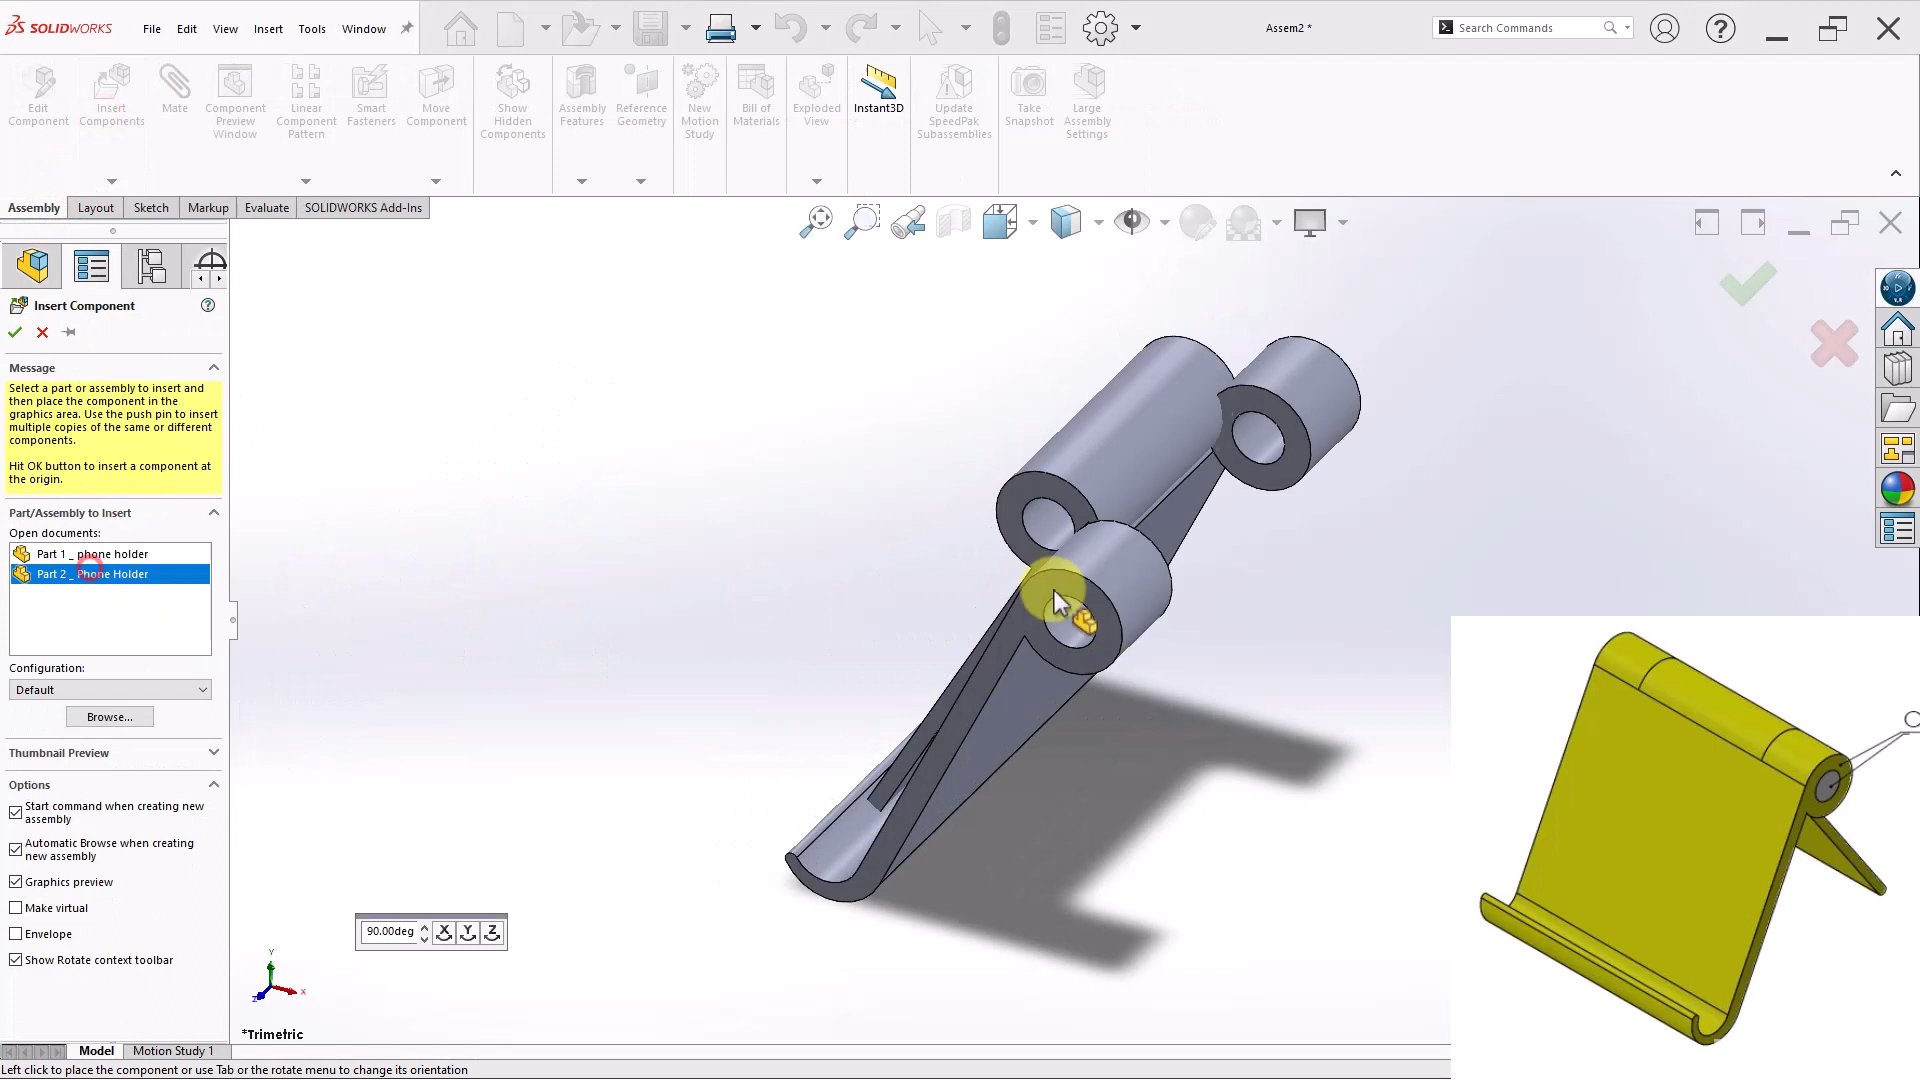 SOLIDWORKS
File
Edit
View
Insert
Tools
Window
Assem2 *
Search Commands
Edit
Component
Insert
Components
Mate
Component
Preview
Window
Linear
Component
Pattern
Smart
Fasteners
Move
Component
Show
Hidden
Components
Assembly
Features
Reference
Geometry
New
Motion
Study
Bill of
Materials
Exploded
View
Instant3D
Update
SpeedPak
Subassemblies
Take
Snapshot
Large
Assembly
Settings
Assembly
Layout
Sketch
Markup
Evaluate
SOLIDWORKS Add-Ins
Insert Component
Message
Select a part or assembly to insert and
then place the component in the
graphics area. Use the push pin to insert
multiple copies of the same or different
components.
Hit OK button to insert a component at
the origin.
Part/Assembly to Insert
Open documents:
Part 1 _ phone holder
Part 2 _ Phone Holder
Configuration:
Default
Browse...
Thumbnail Preview
Options
Start command when creating new
assembly
Automatic Browse when creating
new assembly
Graphics preview
Make virtual
Envelope
Show Rotate context toolbar
90.00deg
X
Y
Z
Y
X
Z
*Trimetric
Model
Motion Study 1
Left click to place the component or use Tab or the rotate menu to change its orientation